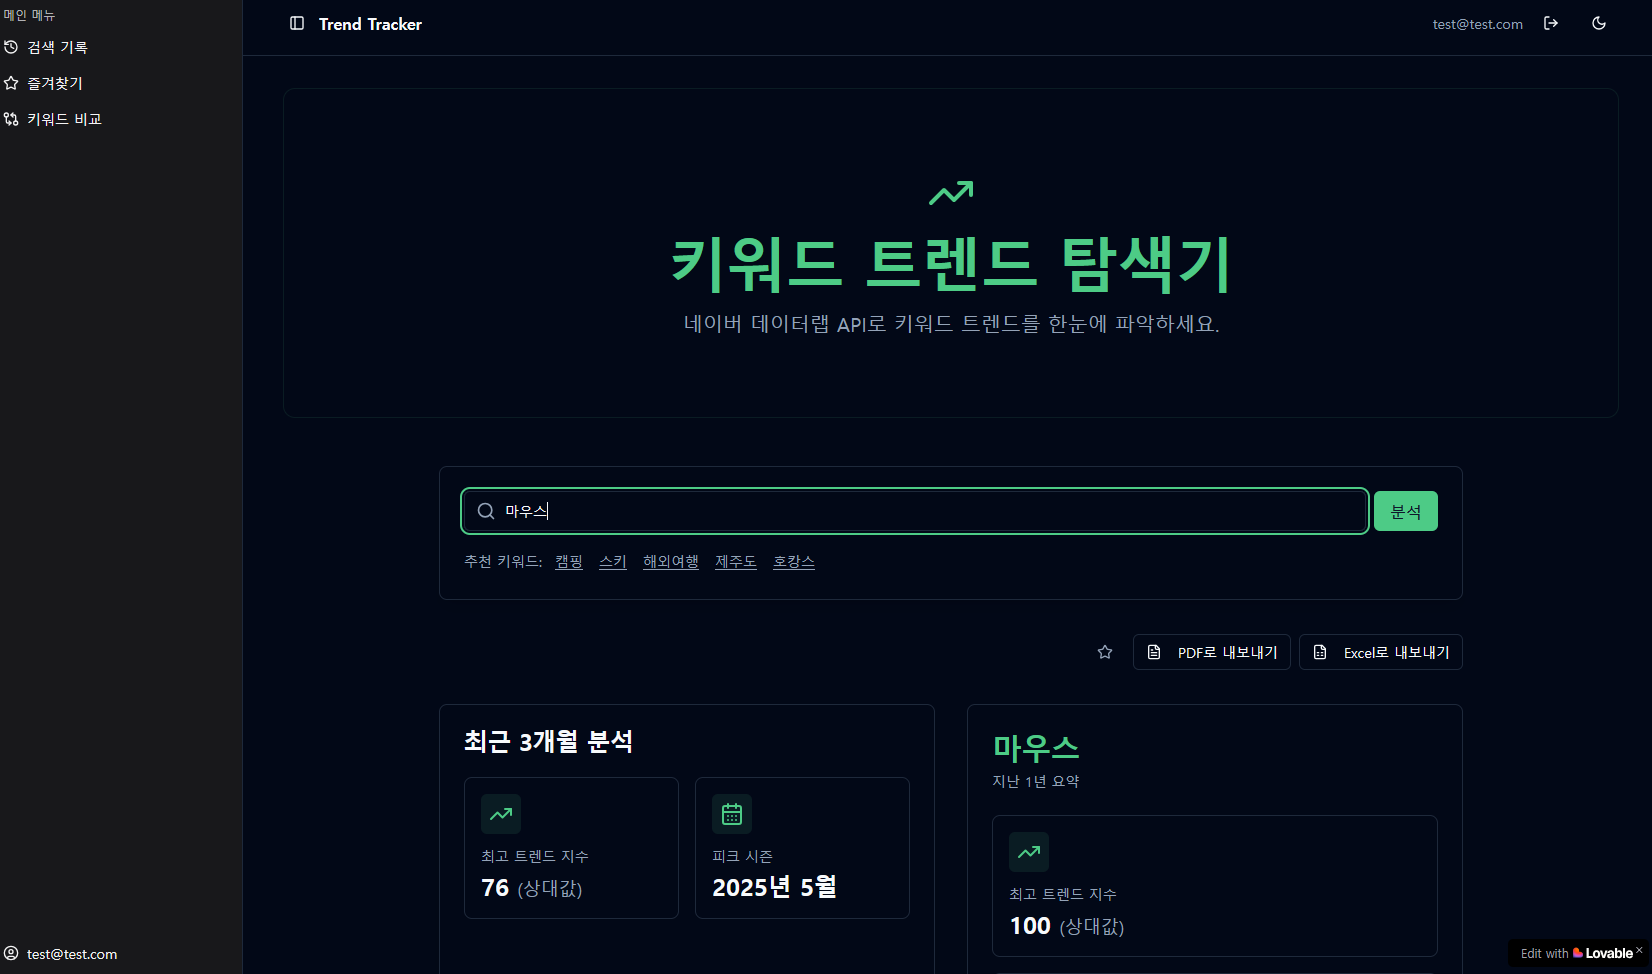 메인 메뉴
검색 기록
즐겨찾기
키워드 비교
test@test.com
Trend Tracker
test@test.com
키워드 트렌드 탐색기
네이버 데이터랩 API로 키워드 트렌드를 한눈에 파악하세요.
마우스
분석
추천 키워드: 캠핑 스키 해외여행 제주도 호캉스
PDF로 내보내기
Excel로 내보내기
최근 3개월 분석
최고 트렌드 지수
76 (상대값)
피크 시즌
2025년 5월
마우스
지난 1년 요약
최고 트렌드 지수
100 (상대값)
Edit with Lovable